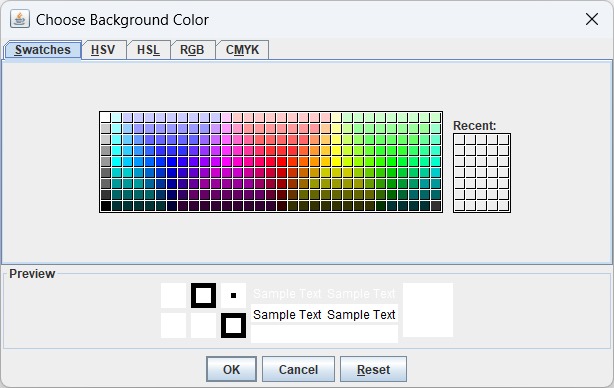 Choose Background Color
Swatches HSV HSL RGB CMYK
Recent:
Preview
Sample Text Sample Text
Sample Text Sample Text
OK Cancel Reset